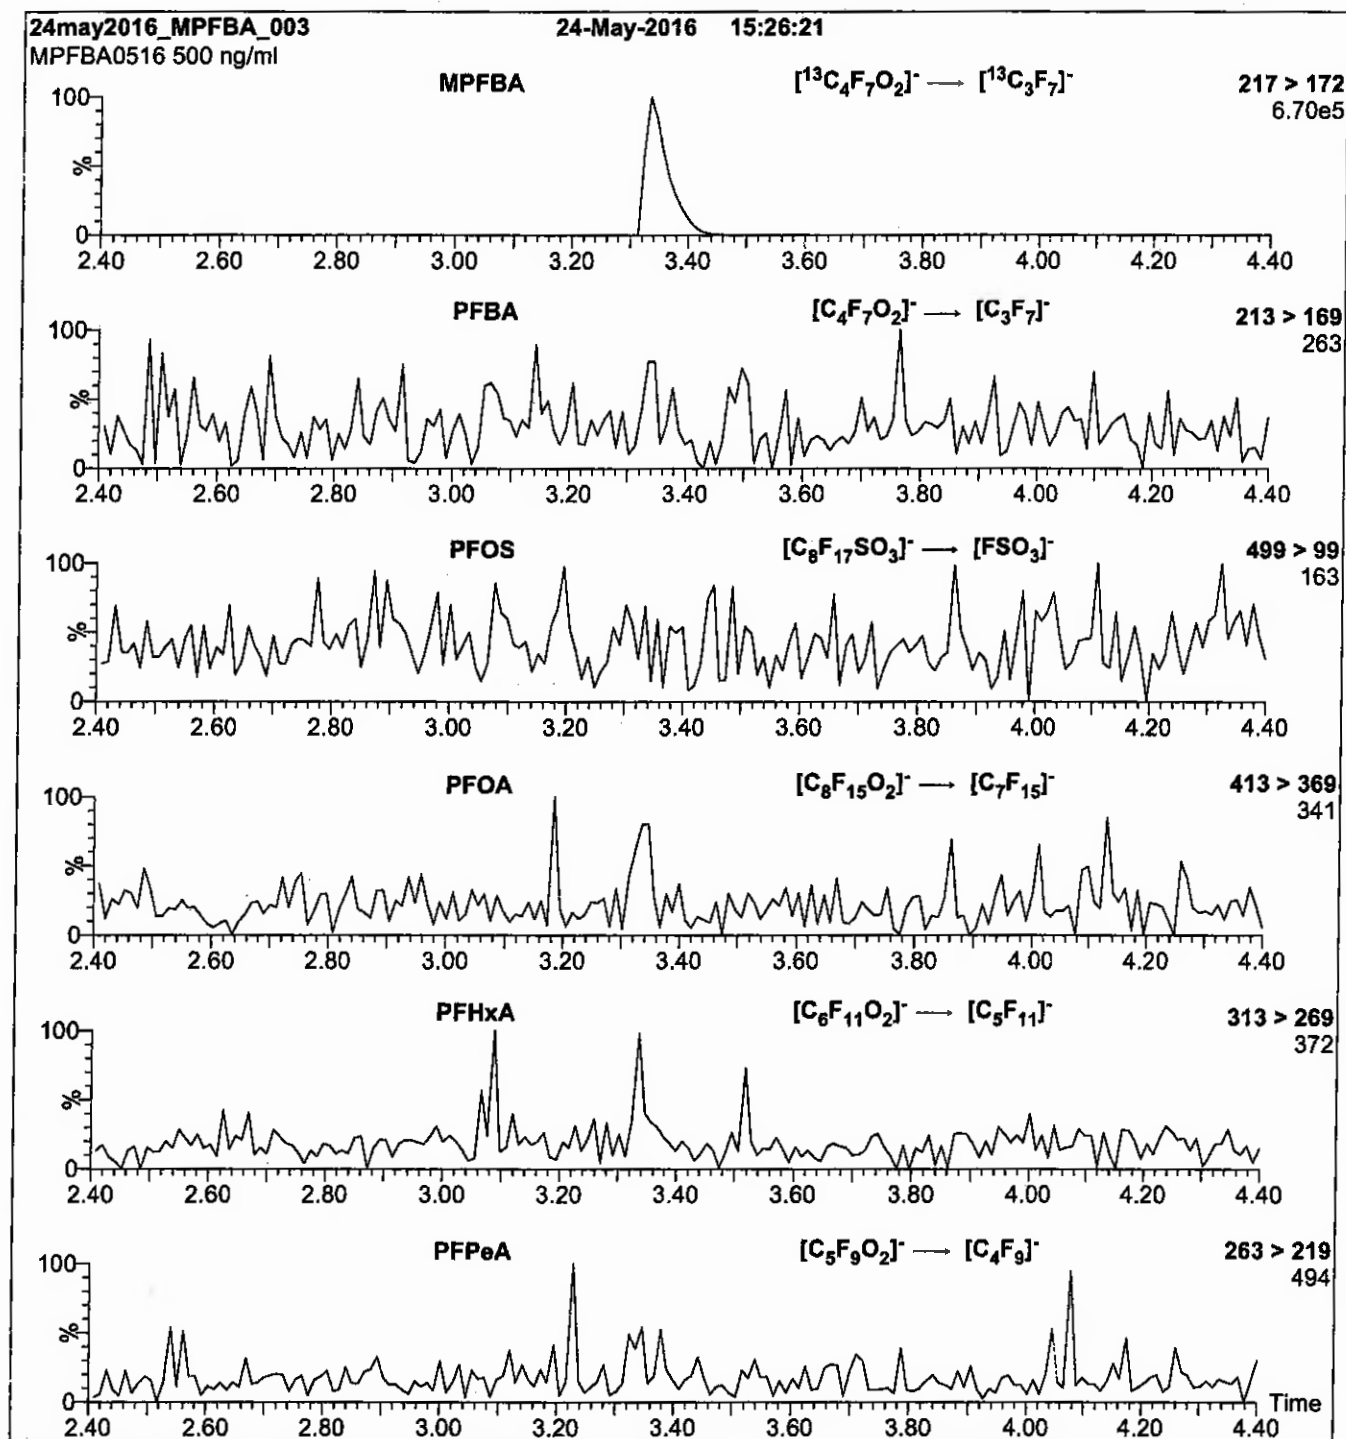 24may2016_MPFBA_003 24-May-2016 15:26:21
MPFBA0516 500 ng/ml
MPFBA [¹³C₄F₇O₂]⁻ → [¹³C₃F₇]⁻ 217 > 172
6.70e5
100
%
0
2.40 2.60 2.80 3.00 3.20 3.40 3.60 3.80 4.00 4.20 4.40
PFBA [C₄F₇O₂]⁻ → [C₃F₇]⁻ 213 > 169
263
100
%
0
2.40 2.60 2.80 3.00 3.20 3.40 3.60 3.80 4.00 4.20 4.40
PFOS [C₈F₁₇SO₃]⁻ → [FSO₃]⁻ 499 > 99
163
100
%
0
2.40 2.60 2.80 3.00 3.20 3.40 3.60 3.80 4.00 4.20 4.40
PFOA [C₈F₁₅O₂]⁻ → [C₇F₁₅]⁻ 413 > 369
341
100
%
0
2.40 2.60 2.80 3.00 3.20 3.40 3.60 3.80 4.00 4.20 4.40
PFHxA [C₆F₁₁O₂]⁻ → [C₅F₁₁]⁻ 313 > 269
372
100
%
0
2.40 2.60 2.80 3.00 3.20 3.40 3.60 3.80 4.00 4.20 4.40
PFPeA [C₅F₉O₂]⁻ → [C₄F₉]⁻ 263 > 219
494
100
%
0
Time
2.40 2.60 2.80 3.00 3.20 3.40 3.60 3.80 4.00 4.20 4.40